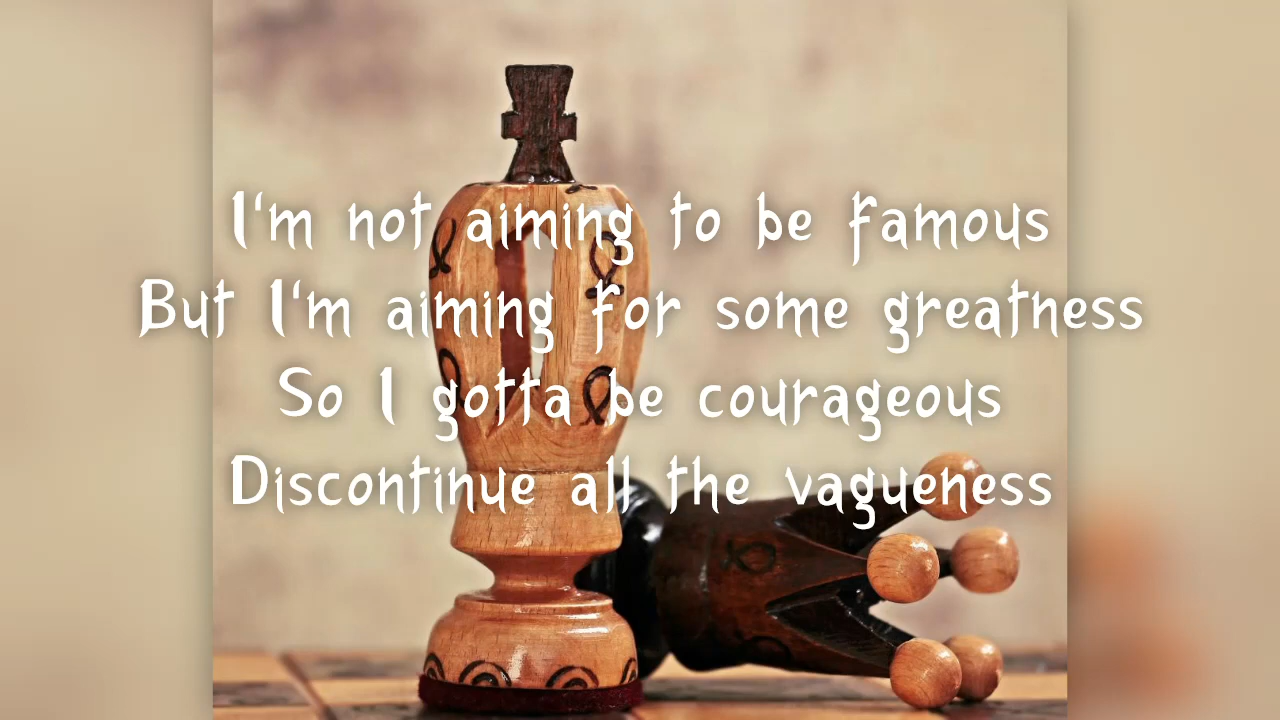 I'm not aiming to be famous
But I'm aiming for some greatness
So I gotta be courageous
Discontinue all the vagueness